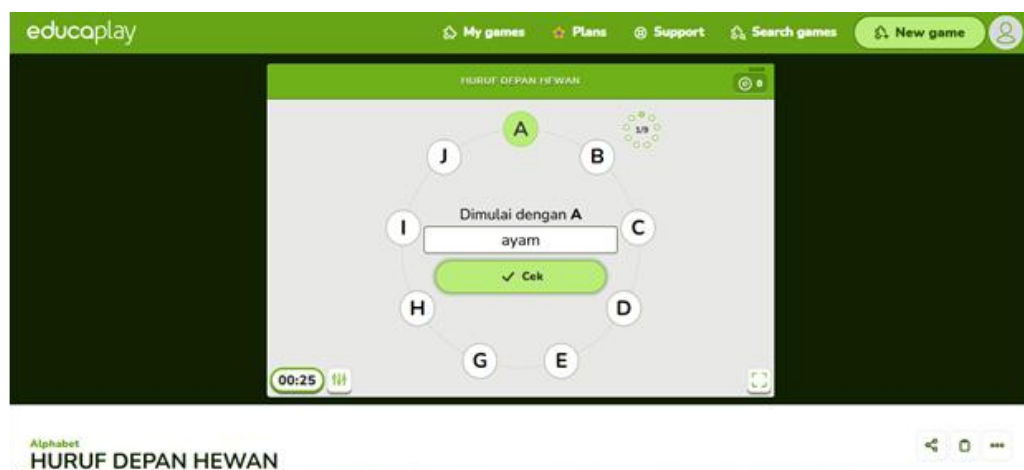 educaplay My games Plans Support Search games New game
HURUF DEPAN HEWAN 0
A
1/9
J B
Dimulai dengan A
I C
ayam
Cek
H D
G E
00:25
Alphabet
HURUF DEPAN HEWAN